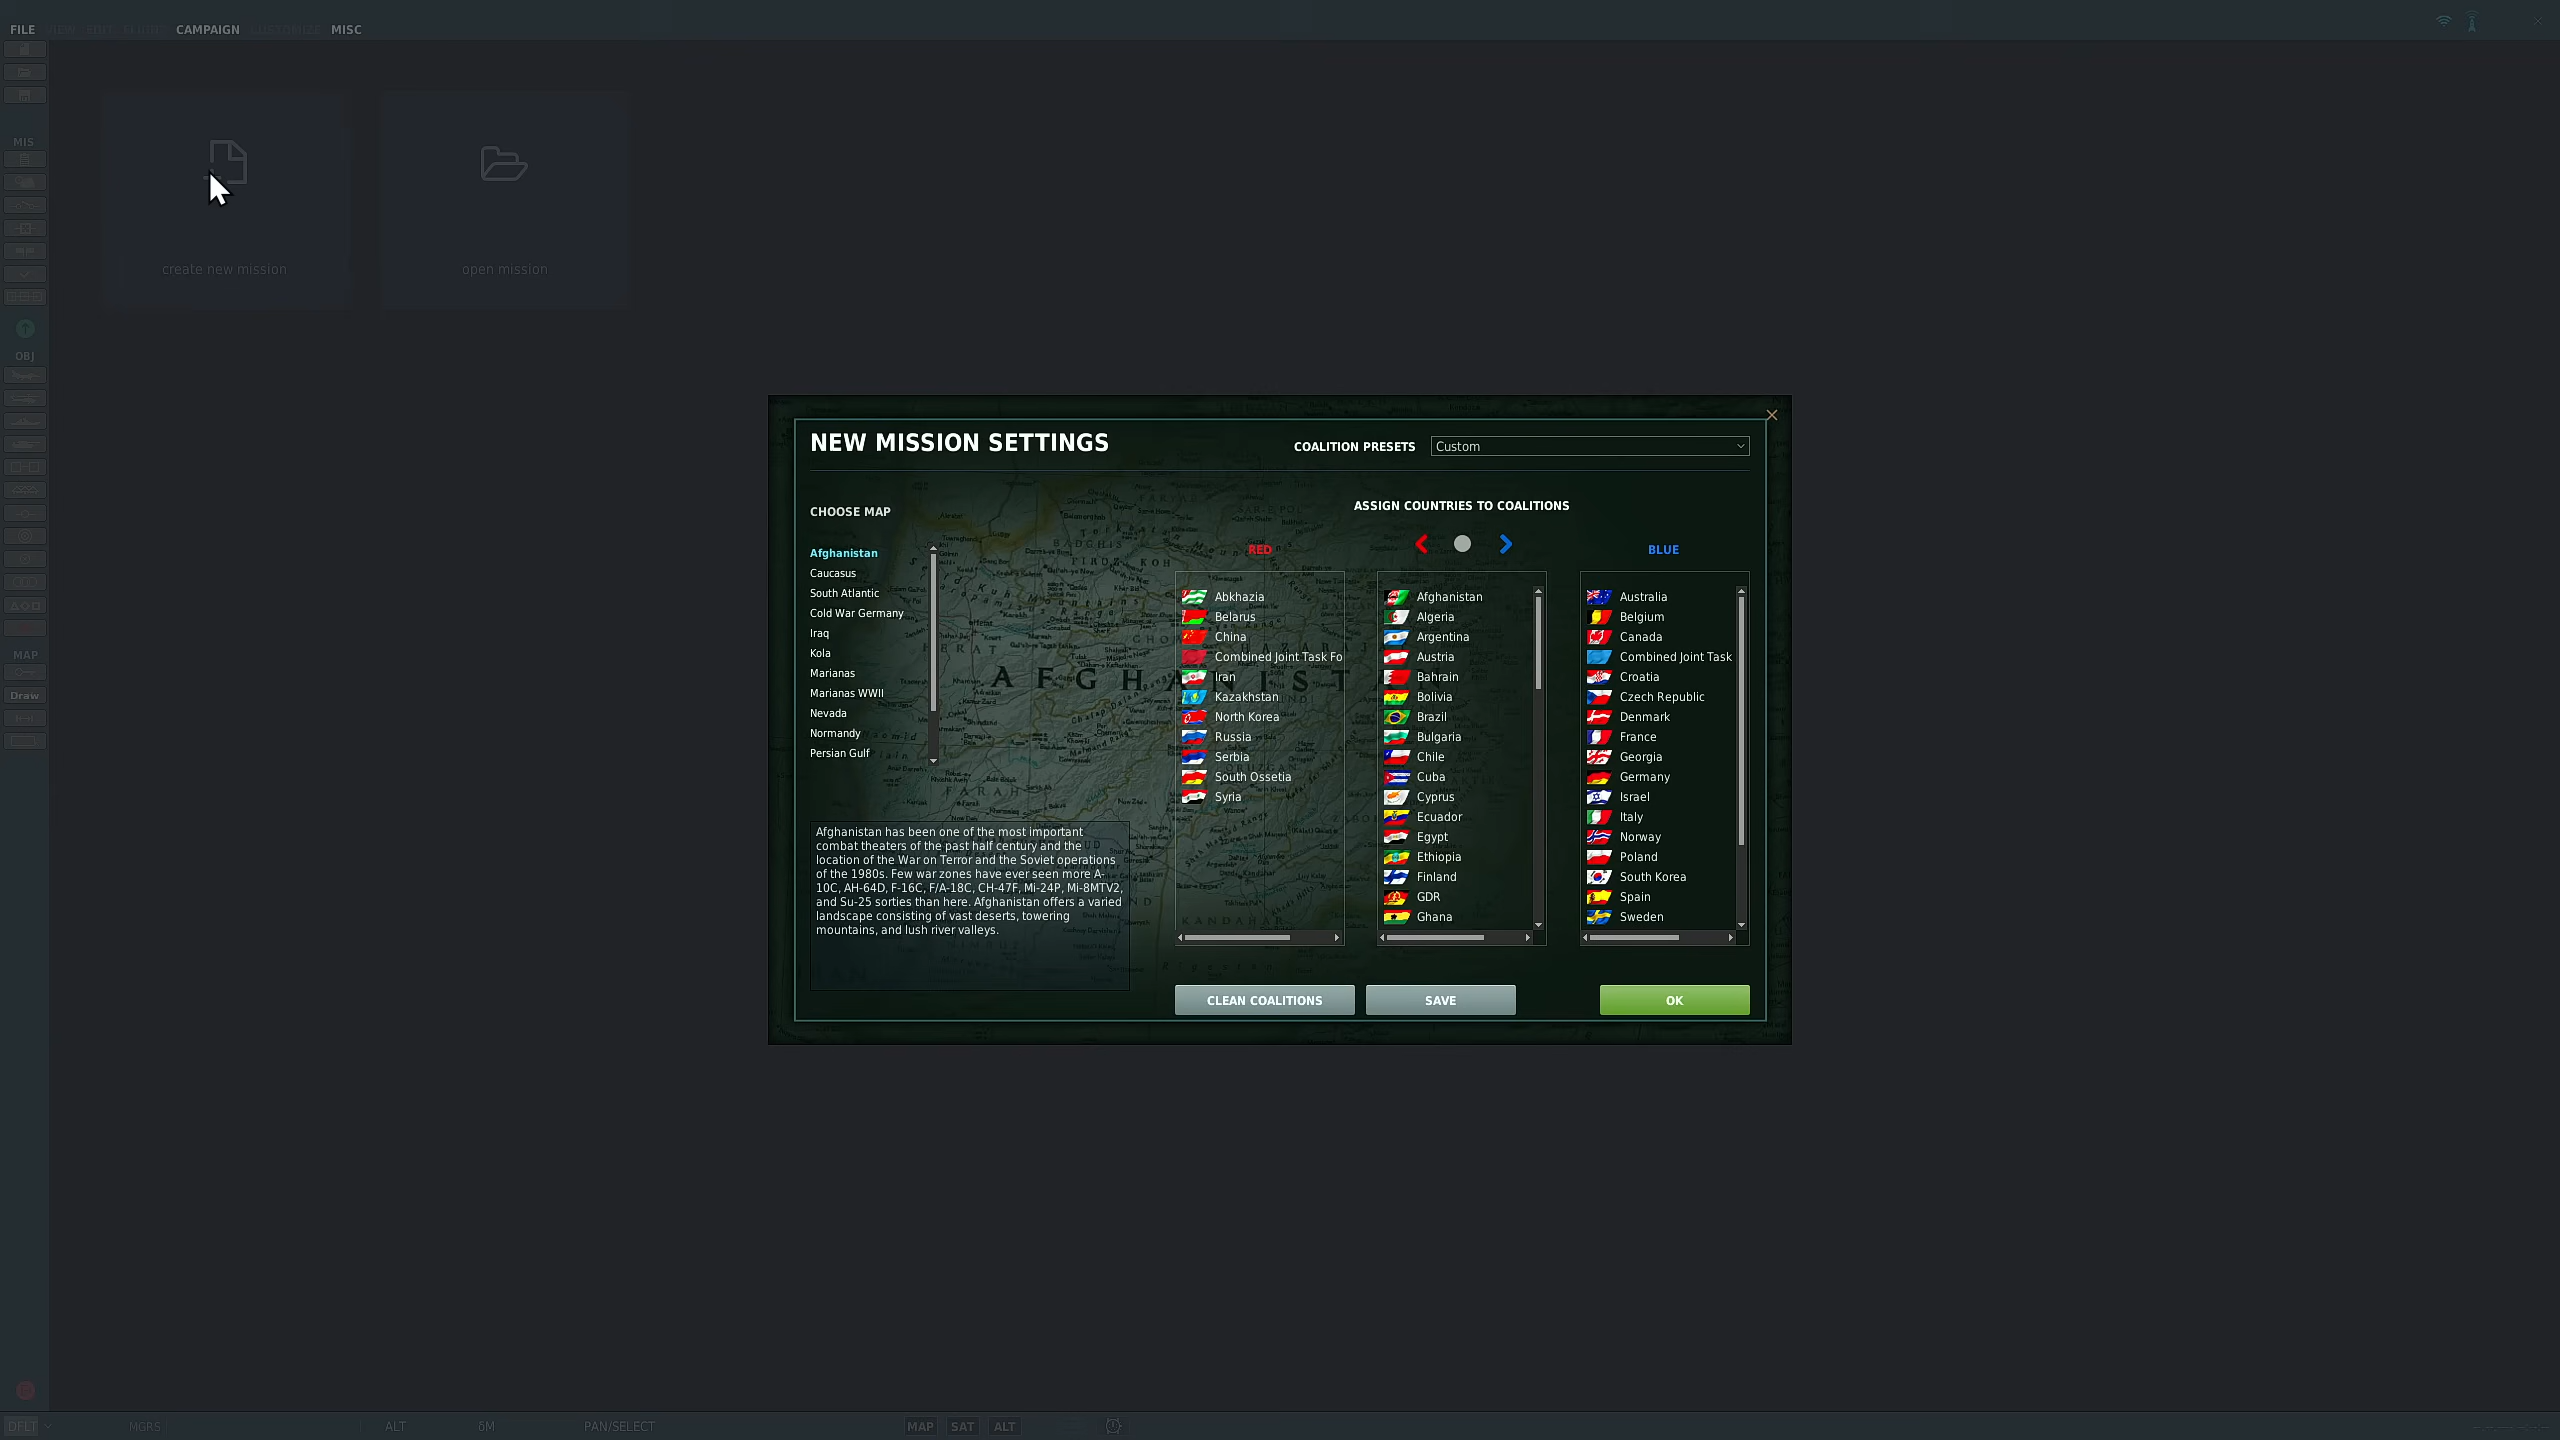 FILE VIEW EDIT FLIGHT CAMPAIGN CUSTOMIZE MISC
MIS
OBJ
MAP
Draw
create new mission
open mission
NEW MISSION SETTINGS
COALITION PRESETS
Custom
CHOOSE MAP
Afghanistan
Caucasus
South Atlantic
Cold War Germany
Iraq
Kola
Marianas
Marianas WWII
Nevada
Normandy
Persian Gulf
Afghanistan has been one of the most important
combat theaters of the past half century and the
location of the War on Terror and the Soviet operations
of the 1980s. Few war zones have ever seen more A-
10C, AH-64D, F-16C, F/A-18C, CH-47F, Mi-24P, Mi-8MTV2,
and Su-25 sorties than here. Afghanistan offers a varied
landscape consisting of vast deserts, towering
mountains, and lush river valleys.
ASSIGN COUNTRIES TO COALITIONS
RED
Abkhazia
Belarus
China
Combined Joint Task Fo
Iran
Kazakhstan
North Korea
Russia
Serbia
South Ossetia
Syria
Afghanistan
Algeria
Argentina
Austria
Bahrain
Bolivia
Brazil
Bulgaria
Chile
Cuba
Cyprus
Ecuador
Egypt
Ethiopia
Finland
GDR
Ghana
BLUE
Australia
Belgium
Canada
Combined Joint Task
Croatia
Czech Republic
Denmark
France
Georgia
Germany
Israel
Italy
Norway
Poland
South Korea
Spain
Sweden
CLEAN COALITIONS
SAVE
OK
DFLT
MGRS
ALT
δM
PAN/SELECT
MAP
SAT
ALT